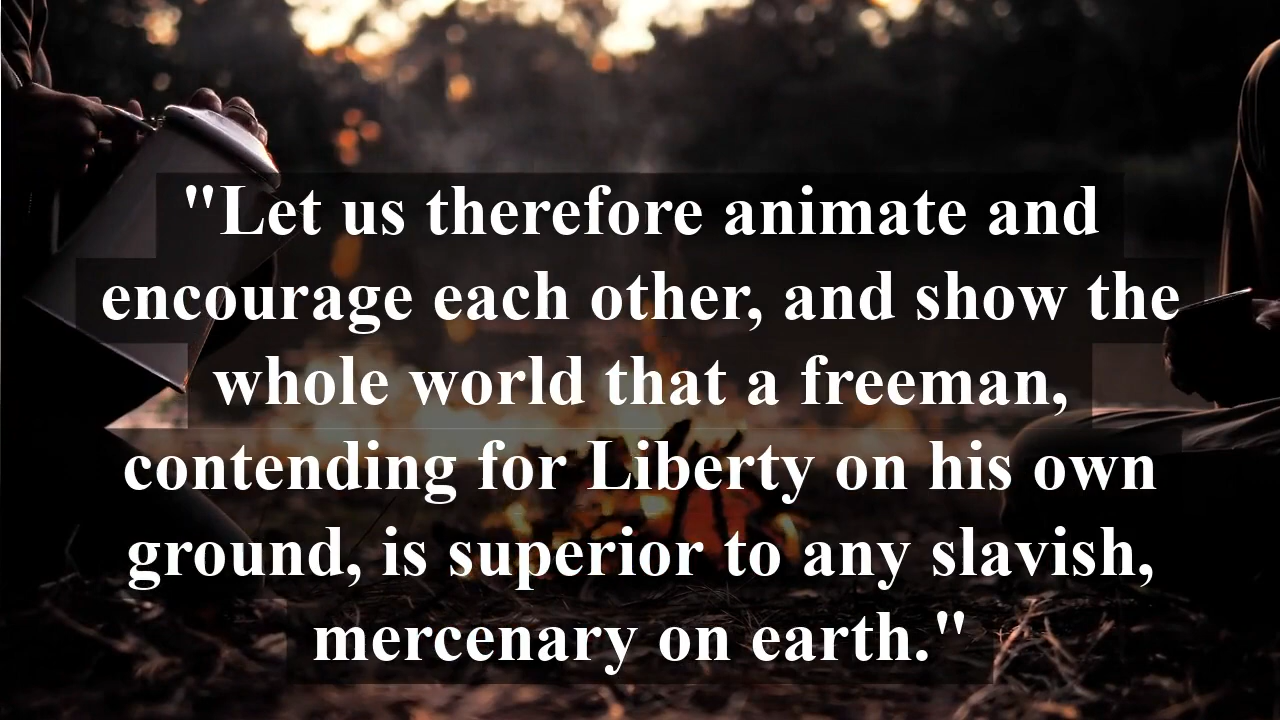 "Let us therefore animate and
encourage each other, and show the
whole world that a freeman,
contending for Liberty on his own
ground, is superior to any slavish,
mercenary on earth."